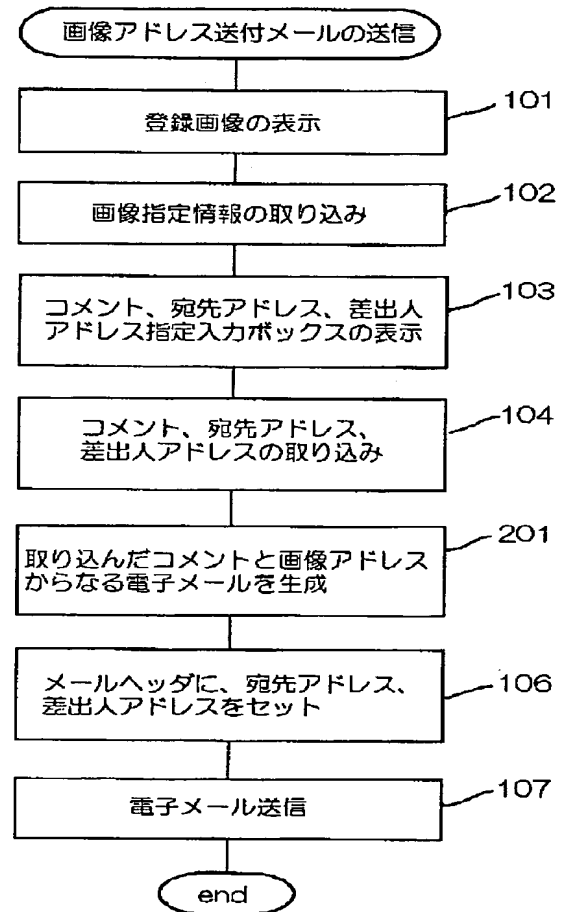 画像アドレス送付メールの送信
登録画像の表示
101
画像指定情報の取り込み
102
コメント、宛先アドレス、差出人
アドレス指定入力ボックスの表示
103
コメント、宛先アドレス、
差出人アドレスの取り込み
104
取り込んだコメントと画像アドレス
からなる電子メールを生成
201
メールヘッダに、宛先アドレス、
差出人アドレスをセット
106
電子メール送信
107
end